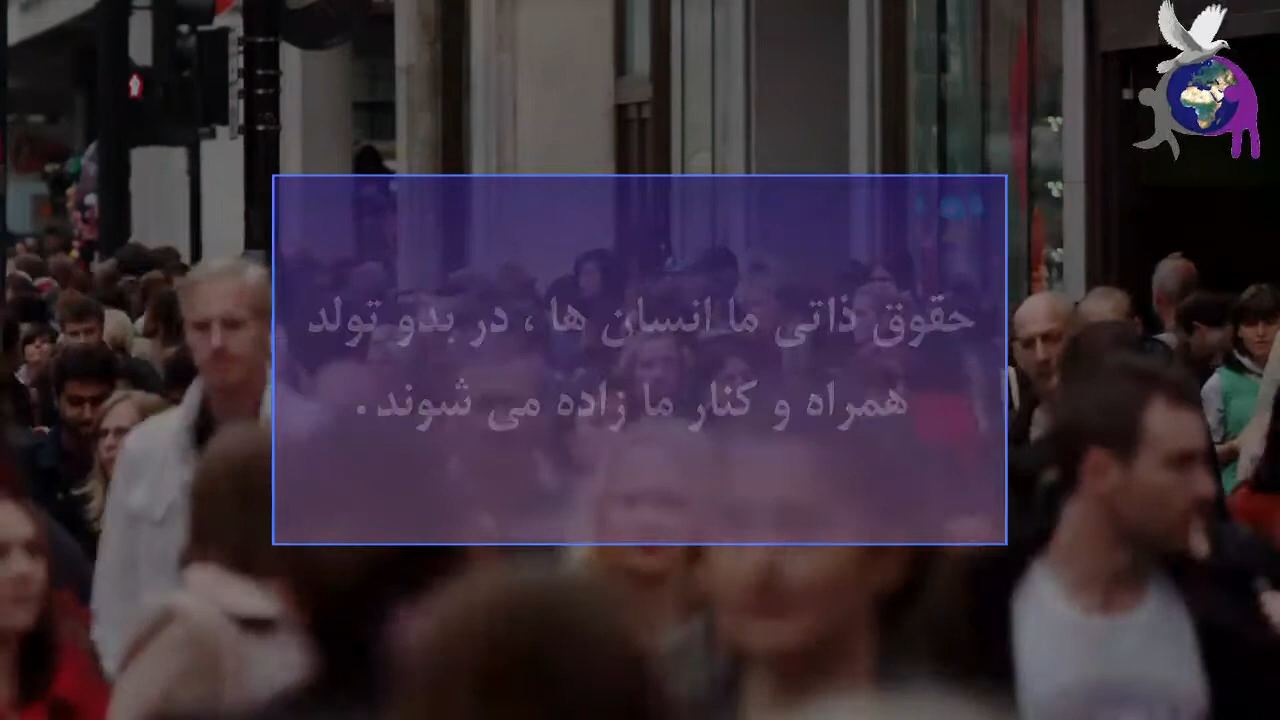 حقوق ذاتی ما انسان ها ، در بدو تولد
همراه و کنار ما زاده می شوند.